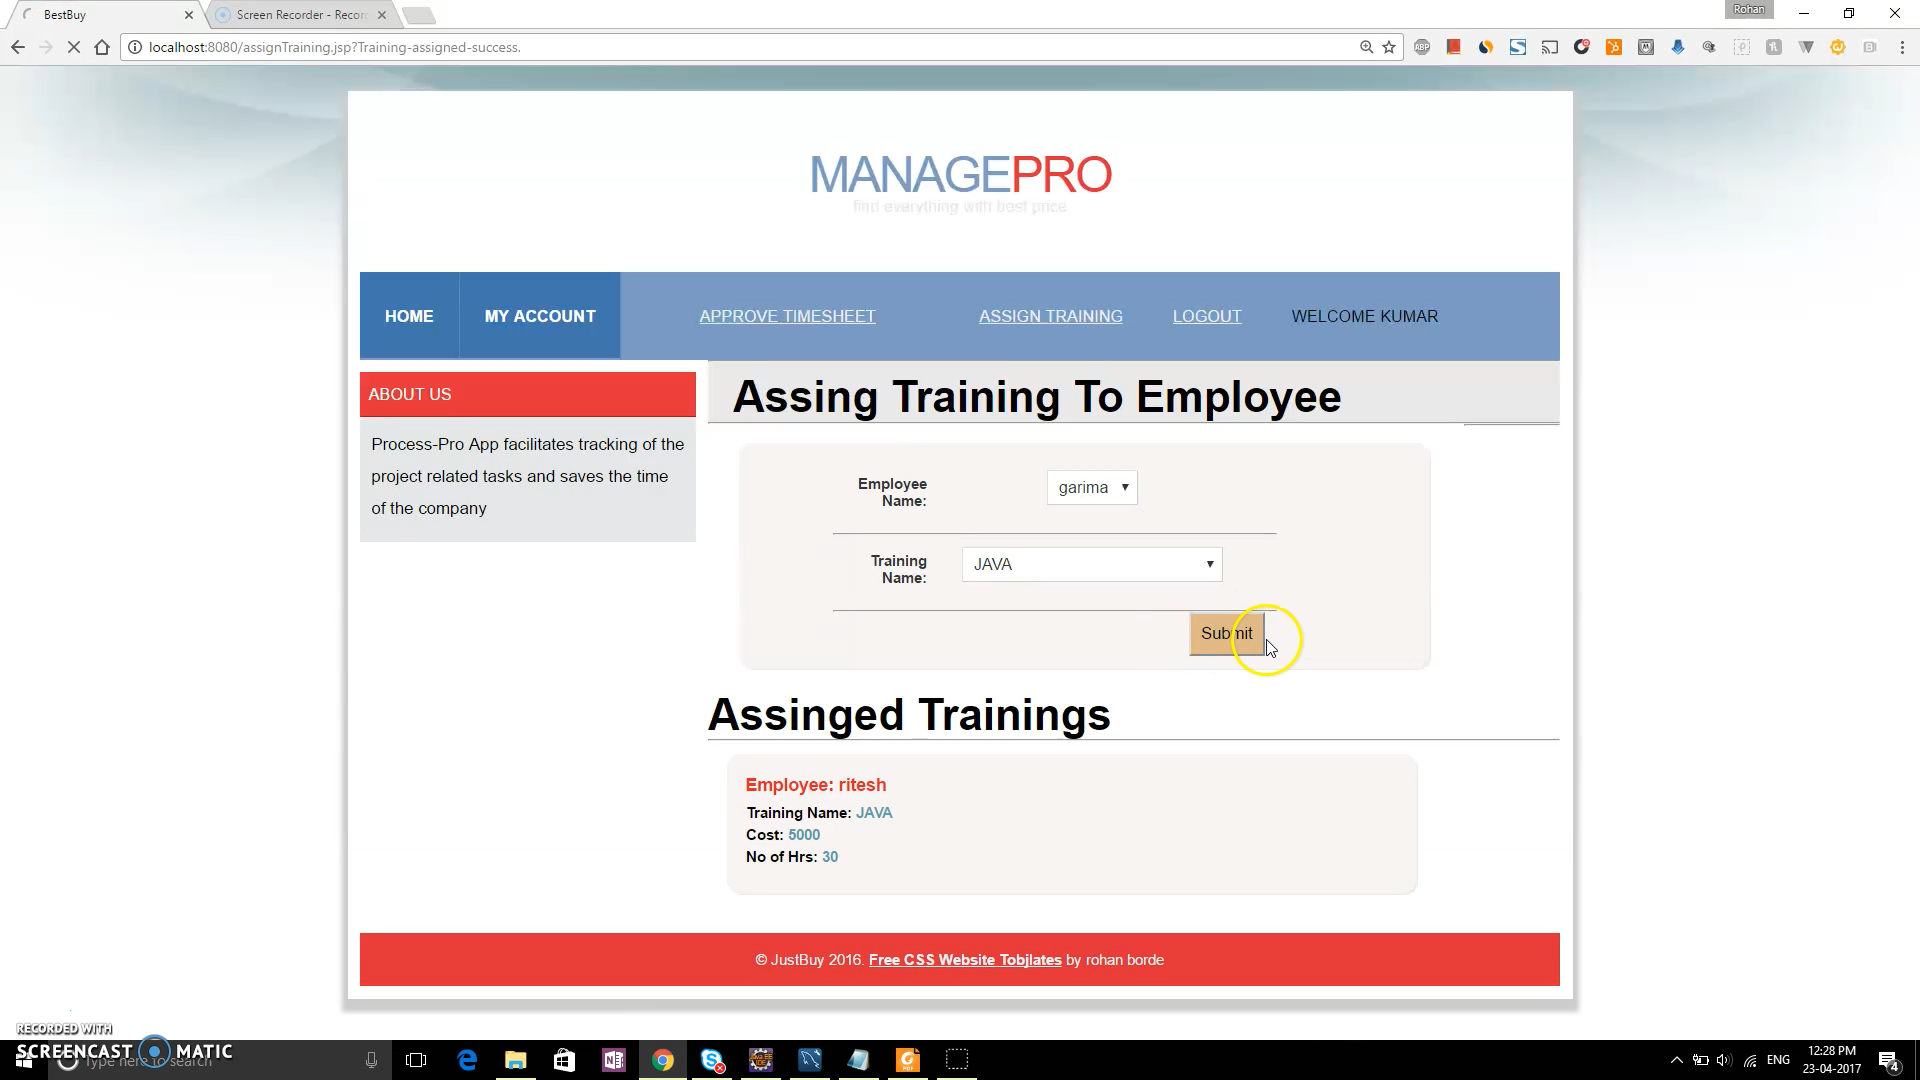 BestBuy
Screen Recorder - Recor
Rohan
localhost:8080/assignTraining.jsp?Training-assigned-success.
MANAGEPRO
find everything with best price
HOME
MY ACCOUNT
APPROVE TIMESHEET
ASSIGN TRAINING
LOGOUT
WELCOME KUMAR
ABOUT US
Process-Pro App facilitates tracking of the
project related tasks and saves the time
of the company
Assing Training To Employee
Employee
Name:
garima
Training
Name:
JAVA
Submit
Assinged Trainings
Employee: ritesh
Training Name: JAVA
Cost: 5000
No of Hrs: 30
© JustBuy 2016. Free CSS Website Tobjlates by rohan borde
RECORDED WITH
SCREENCAST MATIC
Type here to search
ENG
12:28 PM
23-04-2017
4